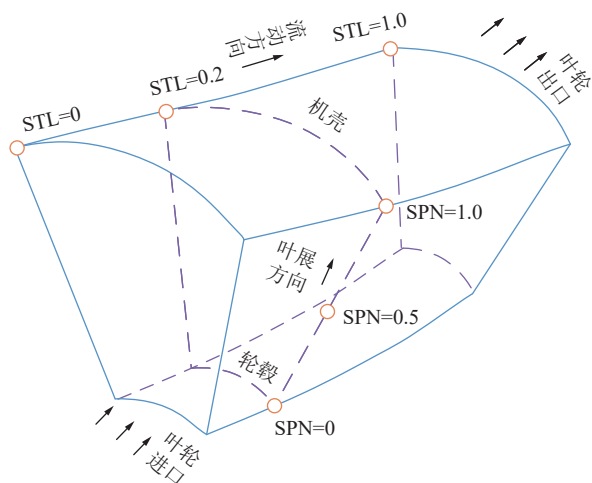 流动方向
STL=1.0
STL=0.2
STL=0
叶轮
出口
机壳
SPN=1.0
叶展
方向
SPN=0.5
轮毂
SPN=0
叶轮
进口